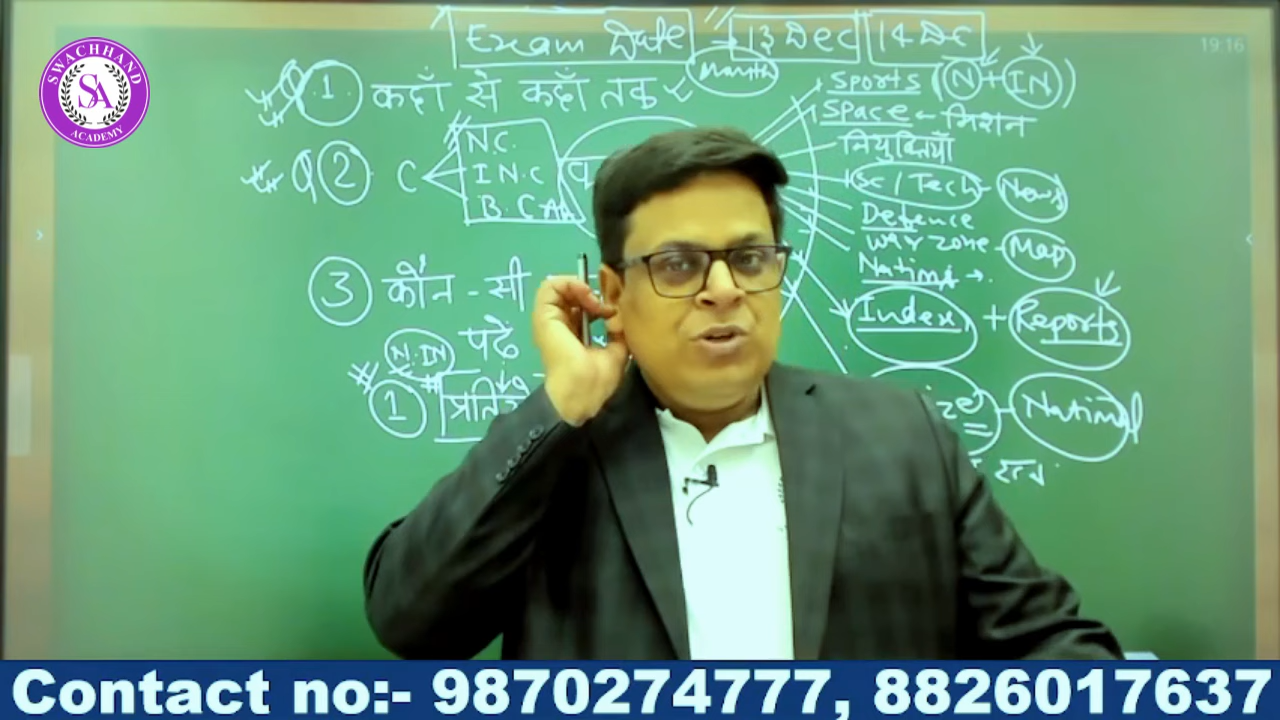 SWACHHAND
SA
ACADEMY
19:16
Exam Date → 13 Dec 14 Dec
Month
Q 1 कहाँ से कहाँ तक
Sports (N + IN)
Space - मिशन
नियुक्तियाँ
Q 2 C N.C.
I N.C
B.C
Sc/Tech - News
Defence
War zone - Map
3 कौन - सी
Index + Reports
पढ़ें
N. IN
1
National
Contact no:- 9870274777, 8826017637